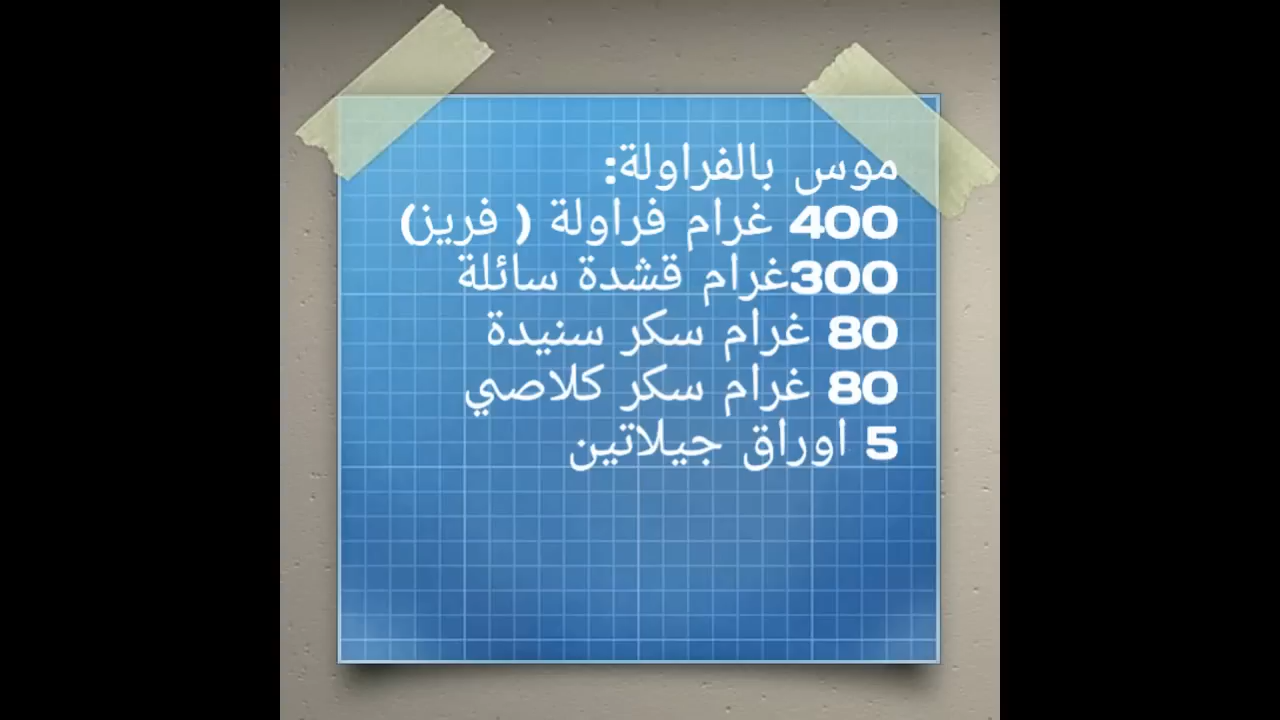 موس بالفراولة:
400 غرام فراولة ( فريز)
300غرام قشدة سائلة
80 غرام سكر سنيدة
80 غرام سكر كلاصي
5 اوراق جيلاتين